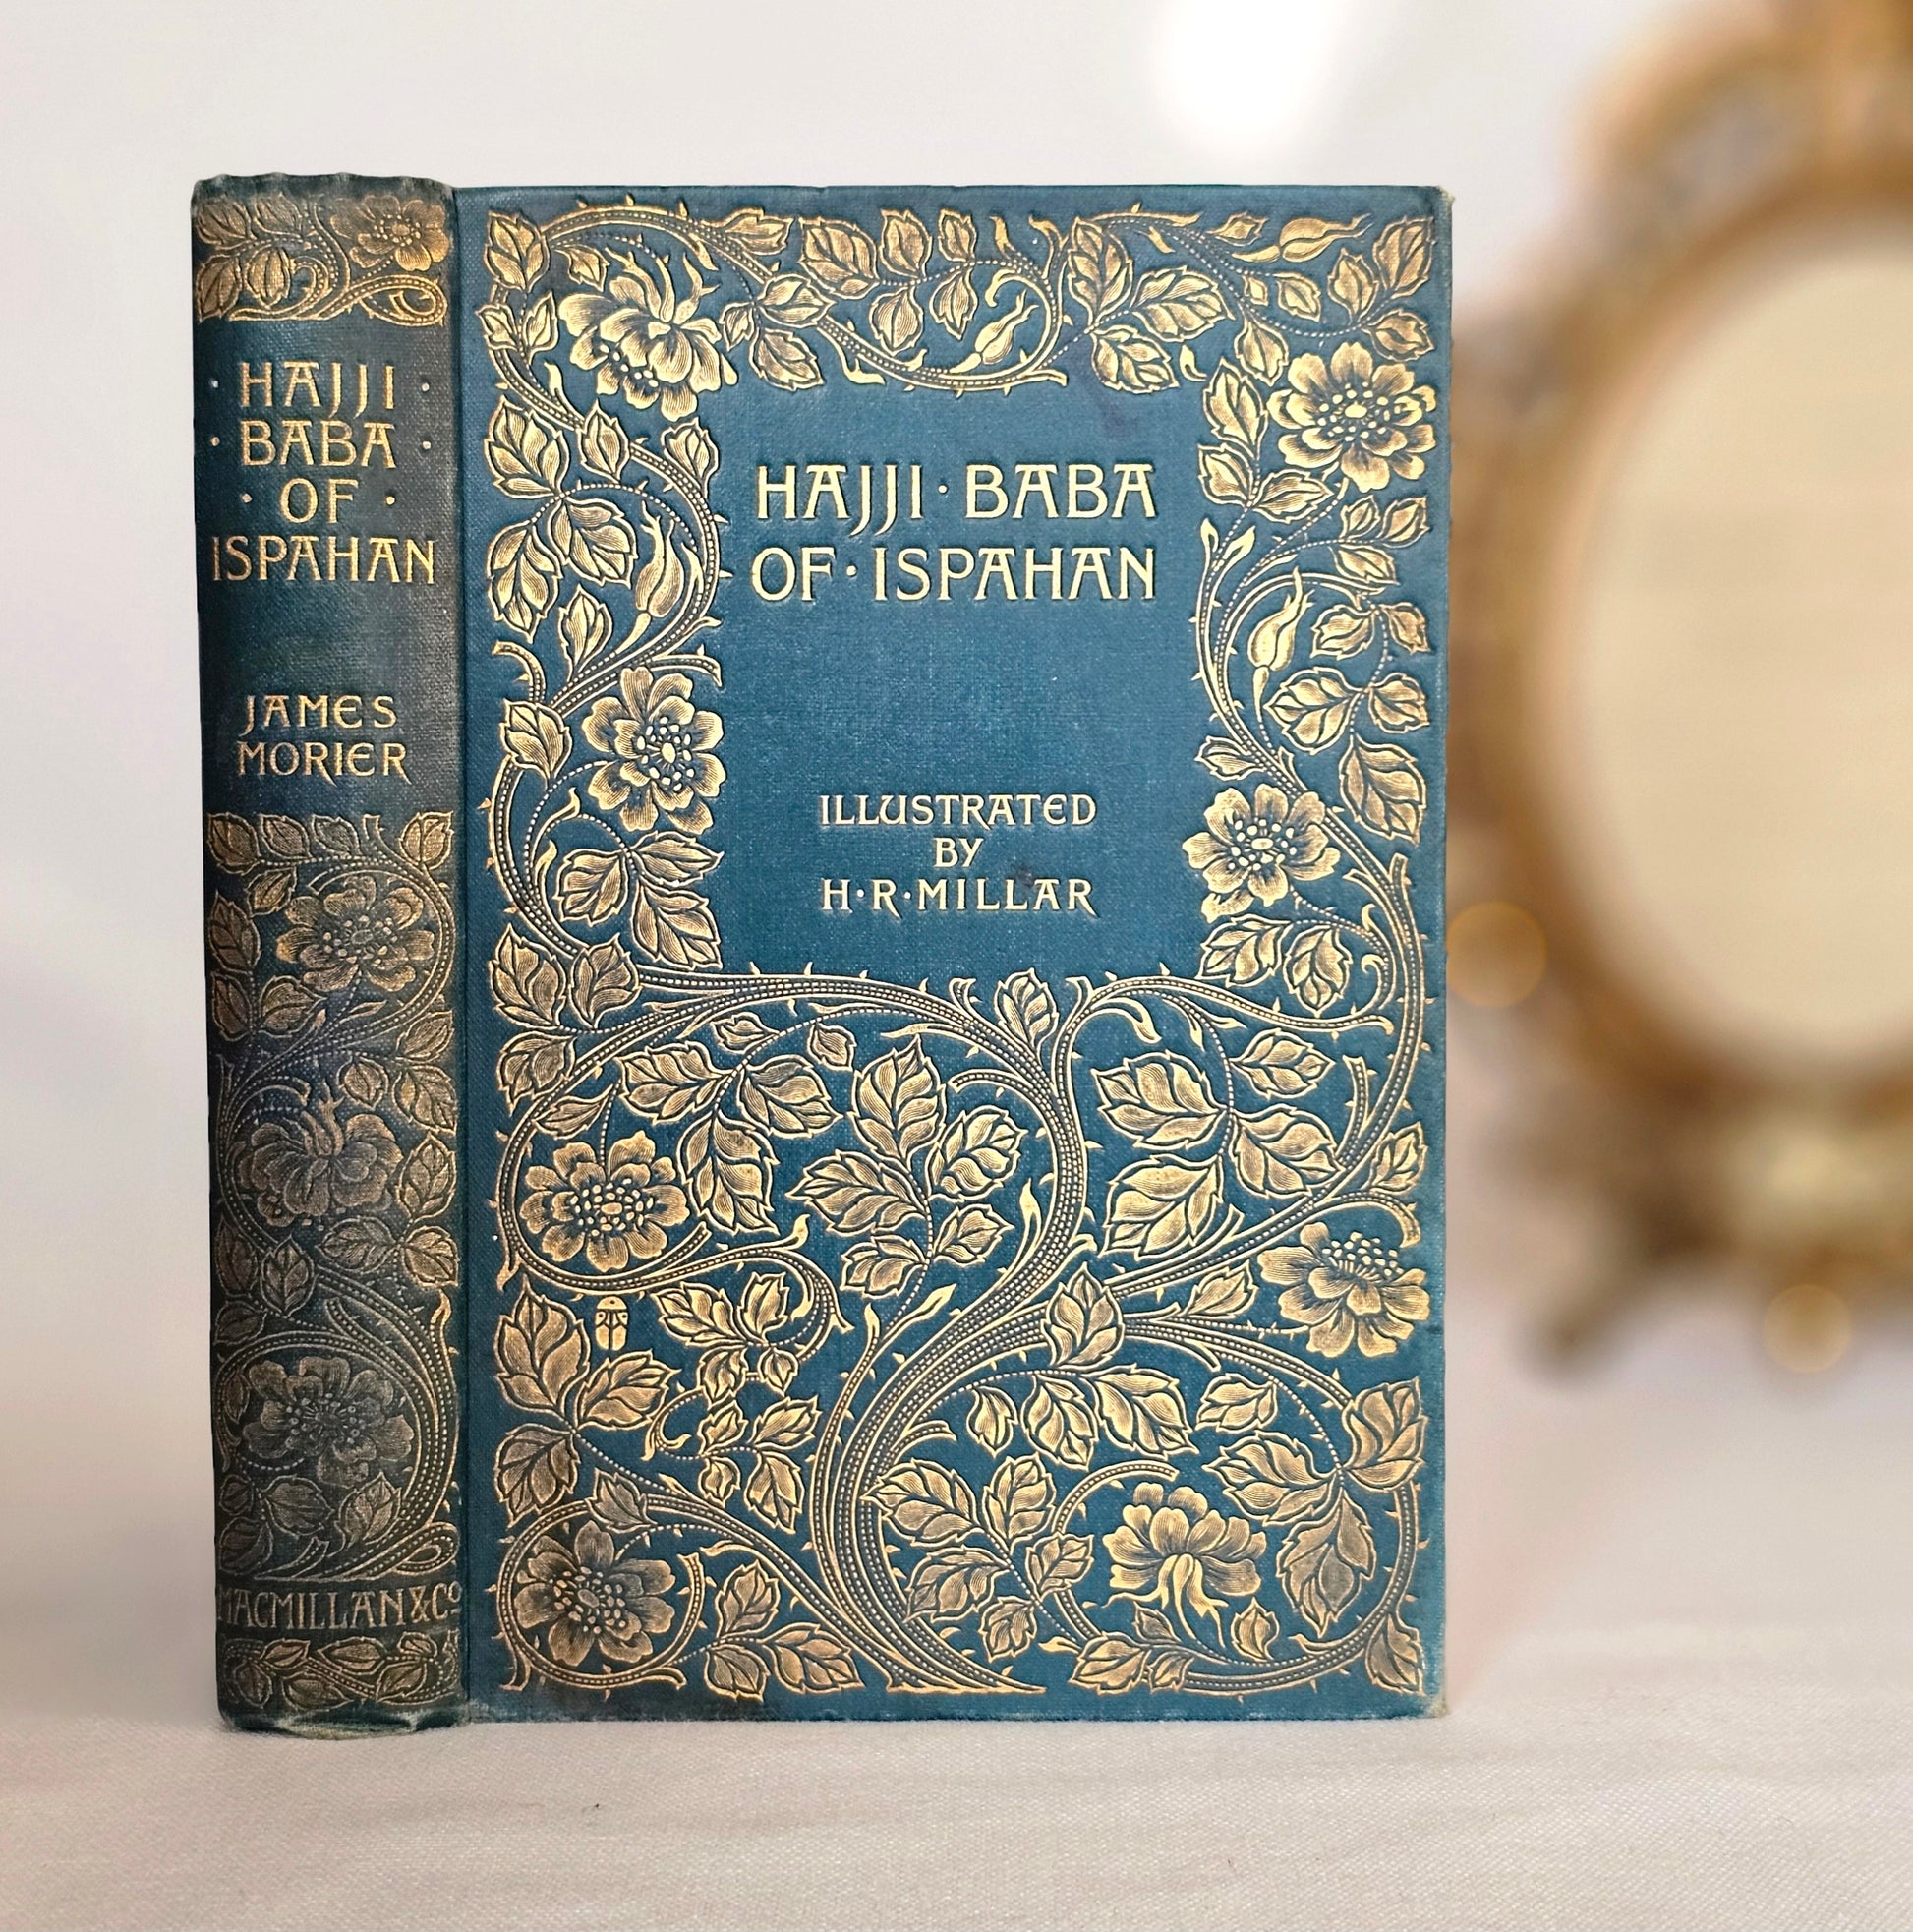 · HAJJI ·
· BABA ·
· OF ·
ISPAHAN
JAMES
MORIER
MACMILLAN & Co
HAJJI · BABA
OF · ISPAHAN
ILLUSTRATED
BY
H · R · MILLAR